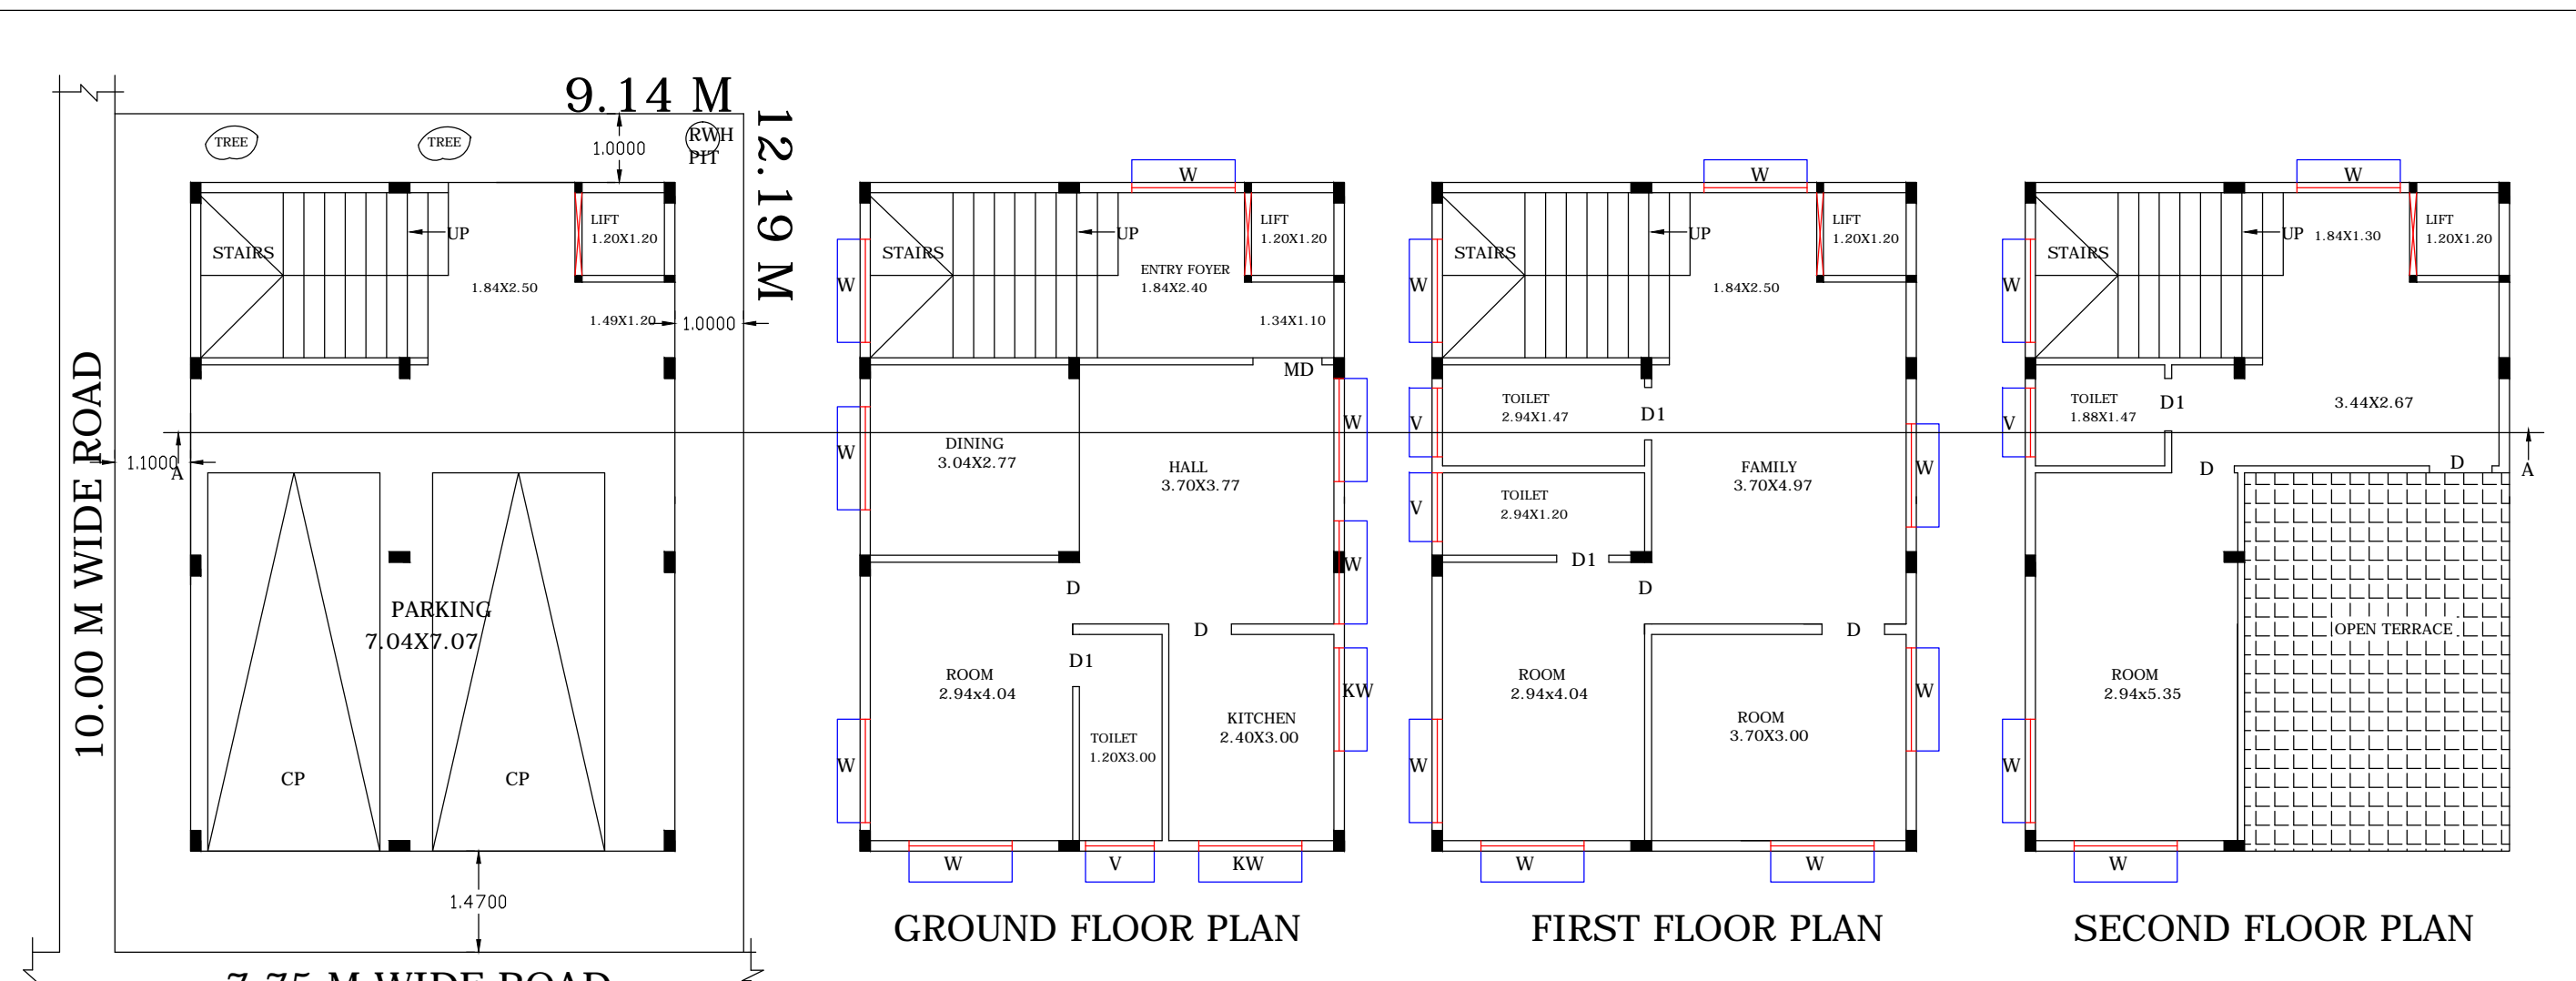 9.14 M
12.19 M
TREE
TREE
RWH
PIT
1.0000
STAIRS
UP
LIFT
1.20X1.20
1.84X2.50
1.49X1.20
1.0000
10.00 M WIDE ROAD
1.1000
A
PARKING
7.04X7.07
CP
CP
1.4700
7.75 M WIDE ROAD
W
STAIRS
UP
LIFT
1.20X1.20
ENTRY FOYER
1.84X2.40
W
1.34X1.10
MD
W
DINING
3.04X2.77
W
HALL
3.70X3.77
W
D
D
D1
ROOM
2.94x4.04
KW
KITCHEN
2.40X3.00
TOILET
1.20X3.00
W
W
V
KW
GROUND FLOOR PLAN
W
STAIRS
UP
LIFT
1.20X1.20
W
1.84X2.50
TOILET
2.94X1.47
D1
V
FAMILY
3.70X4.97
W
TOILET
2.94X1.20
V
D1
D
D
ROOM
2.94x4.04
W
ROOM
3.70X3.00
W
W
W
FIRST FLOOR PLAN
W
STAIRS
UP
1.84X1.30
LIFT
1.20X1.20
W
TOILET
1.88X1.47
D1
3.44X2.67
V
D
D
A
OPEN TERRACE
ROOM
2.94x5.35
W
W
SECOND FLOOR PLAN